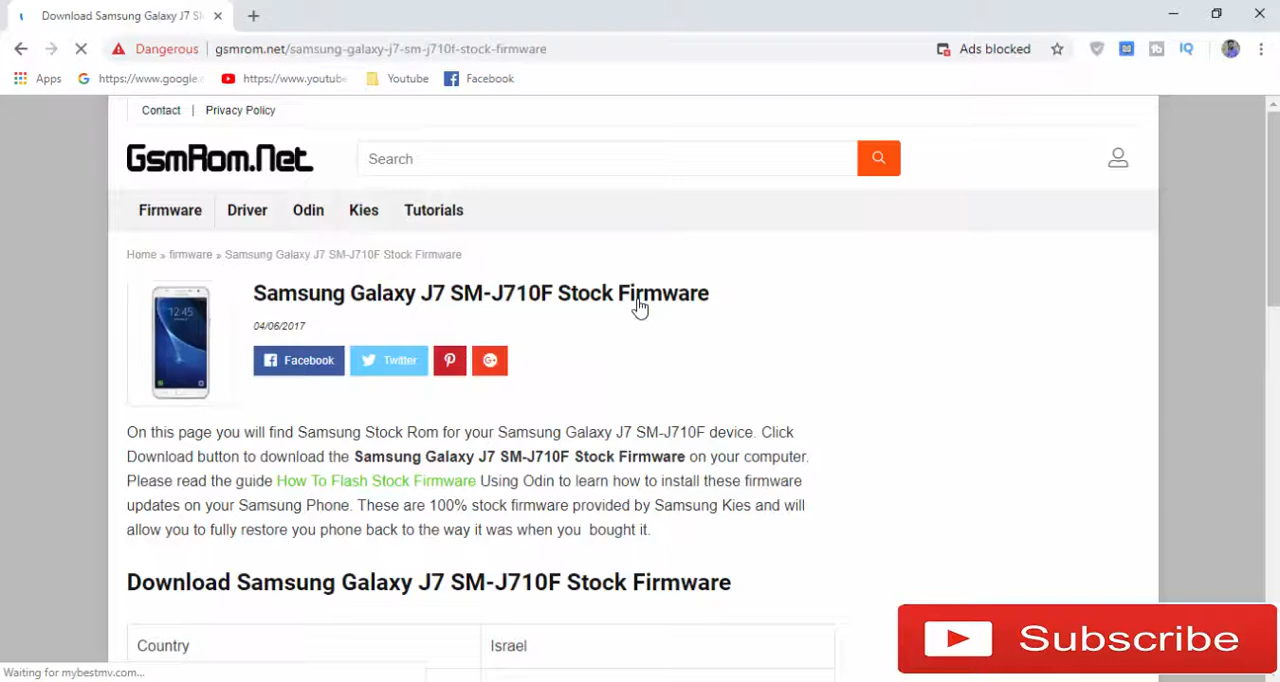 Download Samsung Galaxy J7 S
Dangerous gsmrom.net/samsung-galaxy-j7-sm-j710f-stock-firmware Ads blocked
Apps https://www.google. https://www.youtube Youtube Facebook
Contact | Privacy Policy
GsmRom.Net Search
Firmware Driver Odin Kies Tutorials
Home » firmware » Samsung Galaxy J7 SM-J710F Stock Firmware
12:45
Samsung Galaxy J7 SM-J710F Stock Firmware
04/06/2017
Facebook Twitter
On this page you will find Samsung Stock Rom for your Samsung Galaxy J7 SM-J710F device. Click
Download button to download the Samsung Galaxy J7 SM-J710F Stock Firmware on your computer.
Please read the guide How To Flash Stock Firmware Using Odin to learn how to install these firmware
updates on your Samsung Phone. These are 100% stock firmware provided by Samsung Kies and will
allow you to fully restore you phone back to the way it was when you bought it.
Download Samsung Galaxy J7 SM-J710F Stock Firmware
Country Israel
Subscribe
Waiting for mybestmv.com...